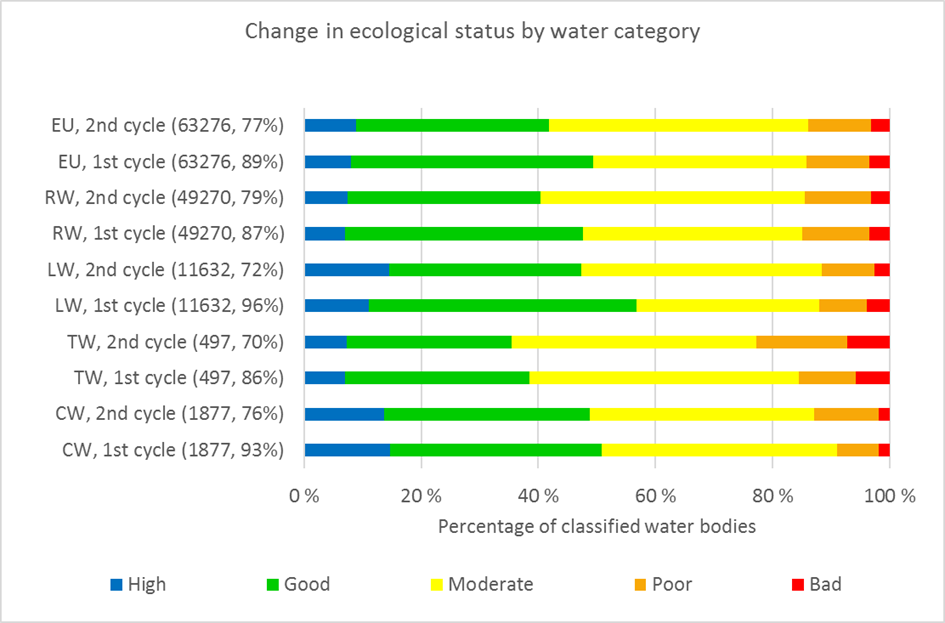 Change in ecological status by water category
EU, 2nd cycle (63276, 77%)
EU, 1st cycle (63276, 89%)
RW, 2nd cycle (49270, 79%)
RW, 1st cycle (49270, 87%)
LW, 2nd cycle (11632, 72%)
LW, 1st cycle (11632, 96%)
TW, 2nd cycle (497, 70%)
TW, 1st cycle (497, 86%)
CW, 2nd cycle (1877, 76%)
CW, 1st cycle (1877, 93%)
0 % 20 % 40 % 60 % 80 % 100 %
Percentage of classified water bodies
High Good Moderate Poor Bad